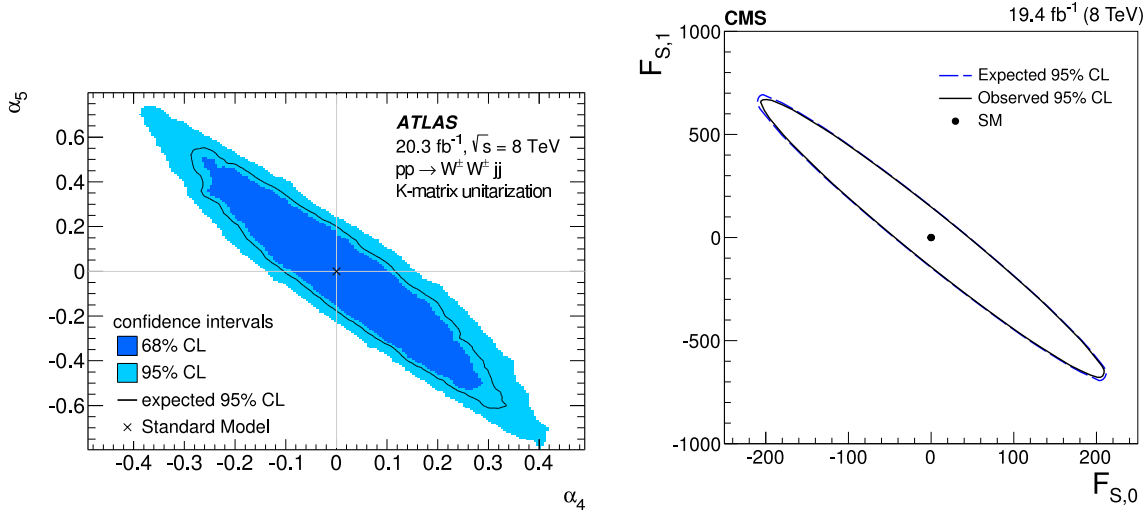 α5
0.6
0.4
0.2
0
-0.2
-0.4
-0.6
-0.4 -0.3 -0.2 -0.1 0 0.1 0.2 0.3 0.4
α4
ATLAS
20.3 fb⁻¹, √s = 8 TeV
pp → W± W± jj
K-matrix unitarization
confidence intervals
68% CL
95% CL
expected 95% CL
Standard Model
CMS 19.4 fb⁻¹ (8 TeV)
F S,1
1000
500
0
-500
-1000
-200 -100 0 100 200
F S,0
Expected 95% CL
Observed 95% CL
SM